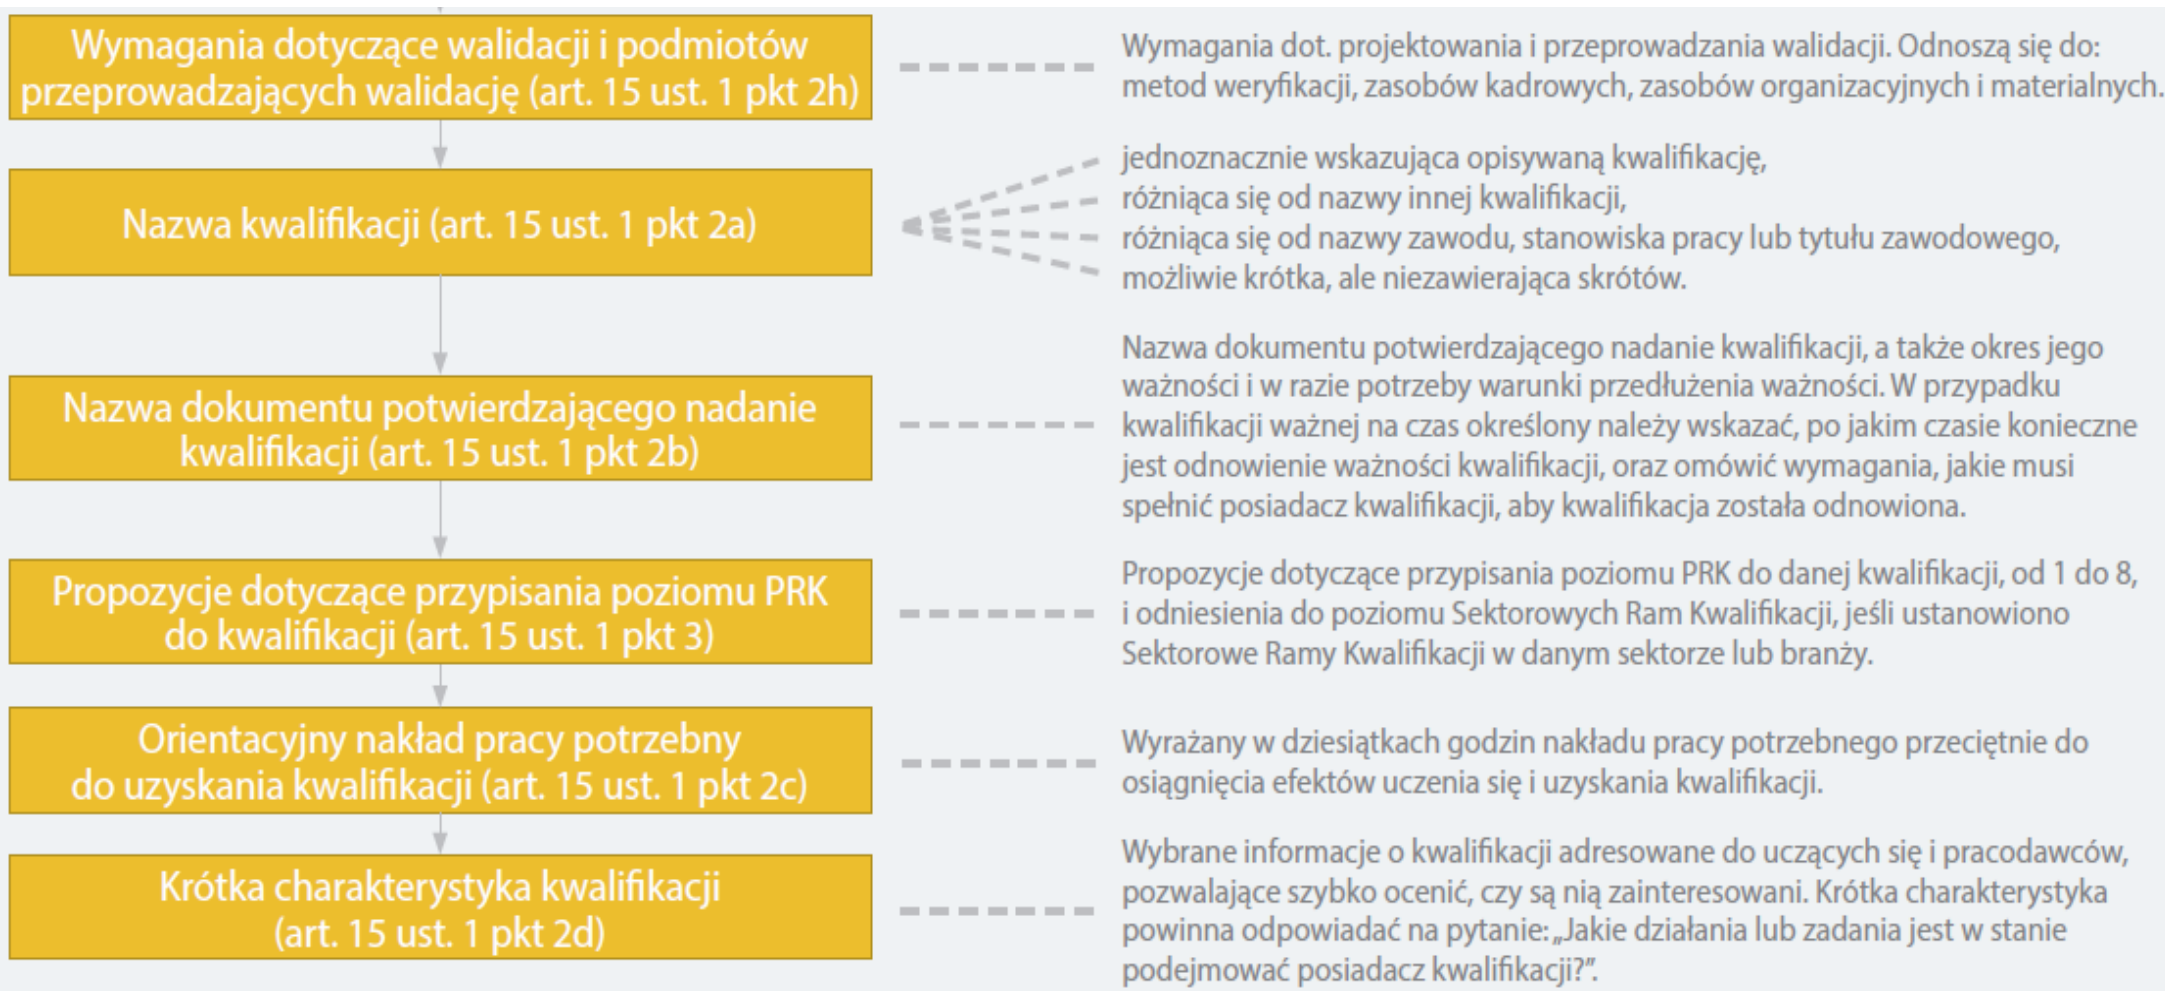 Wymagania dotyczące walidacji i podmiotów
przeprowadzających walidację (art. 15 ust. 1 pkt 2h)
Wymagania dot. projektowania i przeprowadzania walidacji. Odnoszą się do:
metod weryfikacji, zasobów kadrowych, zasobów organizacyjnych i materialnych.
Nazwa kwalifikacji (art. 15 ust. 1 pkt 2a)
jednoznacznie wskazująca opisywaną kwalifikację,
różniąca się od nazwy innej kwalifikacji,
różniąca się od nazwy zawodu, stanowiska pracy lub tytułu zawodowego,
możliwie krótka, ale niezawierająca skrótów.
Nazwa dokumentu potwierdzającego nadanie
kwalifikacji (art. 15 ust. 1 pkt 2b)
Nazwa dokumentu potwierdzającego nadanie kwalifikacji, a także okres jego
ważności i w razie potrzeby warunki przedłużenia ważności. W przypadku
kwalifikacji ważnej na czas określony należy wskazać, po jakim czasie konieczne
jest odnowienie ważności kwalifikacji, oraz omówić wymagania, jakie musi
spełnić posiadacz kwalifikacji, aby kwalifikacja została odnowiona.
Propozycje dotyczące przypisania poziomu PRK
do kwalifikacji (art. 15 ust. 1 pkt 3)
Propozycje dotyczące przypisania poziomu PRK do danej kwalifikacji, od 1 do 8,
i odniesienia do poziomu Sektorowych Ram Kwalifikacji, jeśli ustanowiono
Sektorowe Ramy Kwalifikacji w danym sektorze lub branży.
Orientacyjny nakład pracy potrzebny
do uzyskania kwalifikacji (art. 15 ust. 1 pkt 2c)
Wyrażany w dziesiątkach godzin nakładu pracy potrzebnego przeciętnie do
osiągnięcia efektów uczenia się i uzyskania kwalifikacji.
Krótka charakterystyka kwalifikacji
(art. 15 ust. 1 pkt 2d)
Wybrane informacje o kwalifikacji adresowane do uczących się i pracodawców,
pozwalające szybko ocenić, czy są nią zainteresowani. Krótka charakterystyka
powinna odpowiadać na pytanie: „Jakie działania lub zadania jest w stanie
podejmować posiadacz kwalifikacji?”.